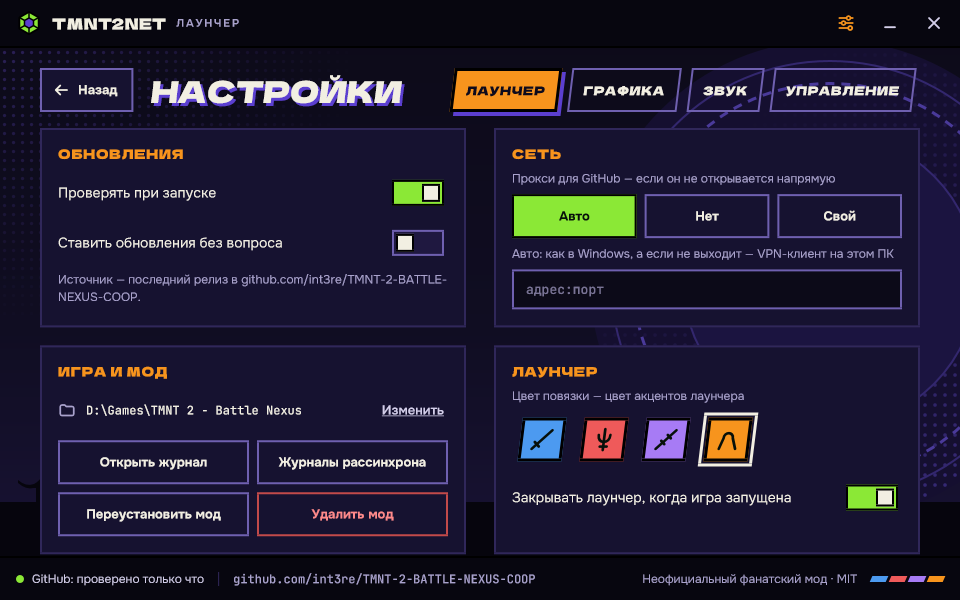 TMNT2NET ЛАУНЧЕР
Назад
НАСТРОЙКИ
ЛАУНЧЕР
ГРАФИКА
ЗВУК
УПРАВЛЕНИЕ
ОБНОВЛЕНИЯ
Проверять при запуске
Ставить обновления без вопроса
Источник — последний релиз в github.com/int3re/TMNT-2-BATTLE-
NEXUS-COOP.
СЕТЬ
Прокси для GitHub — если он не открывается напрямую
Авто
Нет
Свой
Авто: как в Windows, а если не выходит — VPN-клиент на этом ПК
адрес:порт
ИГРА И МОД
D:\Games\TMNT 2 - Battle Nexus
Изменить
Открыть журнал
Журналы рассинхрона
Переустановить мод
Удалить мод
ЛАУНЧЕР
Цвет повязки — цвет акцентов лаунчера
Закрывать лаунчер, когда игра запущена
GitHub: проверено только что
github.com/int3re/TMNT-2-BATTLE-NEXUS-COOP
Неофициальный фанатский мод · MIT